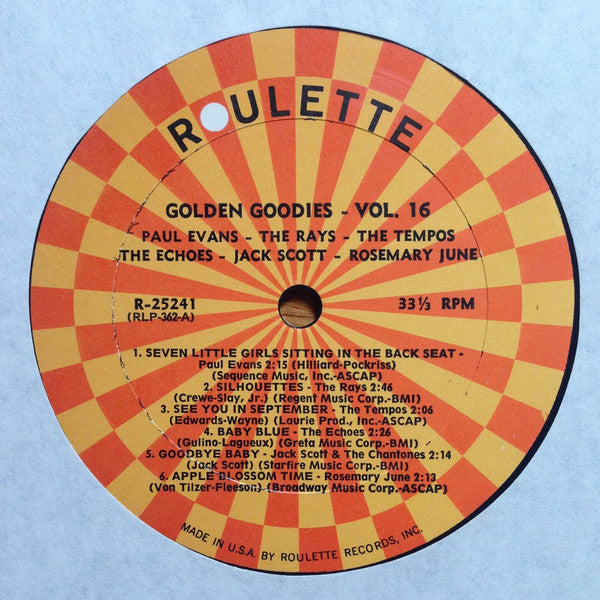 ROULETTE
GOLDEN GOODIES - VOL. 16
PAUL EVANS - THE RAYS - THE TEMPOS
THE ECHOES - JACK SCOTT - ROSEMARY JUNE
R-25241
(RLP-362-A)
33⅓ RPM
1. SEVEN LITTLE GIRLS SITTING IN THE BACK SEAT -
Paul Evans 2:15 (Hilliard-Pockriss)
(Sequence Music, Inc.-ASCAP)
2. SILHOUETTES - The Rays 2:46
(Crewe-Slay, Jr.) (Regent Music Corp.-BMI)
3. SEE YOU IN SEPTEMBER - The Tempos 2:06
(Edwards-Wayne) (Laurie Prod., Inc.-ASCAP)
4. BABY BLUE - The Echoes 2:26
(Gulino-Lagueux) (Greta Music Corp.-BMI)
5. GOODBYE BABY - Jack Scott & The Chantones 2:14
(Jack Scott) (Starfire Music Corp.-BMI)
6. APPLE BLOSSOM TIME - Rosemary June 2:13
(Von Tilzer-Fleeson) (Broadway Music Corp.-ASCAP)
MADE IN U.S.A. BY ROULETTE RECORDS, INC.